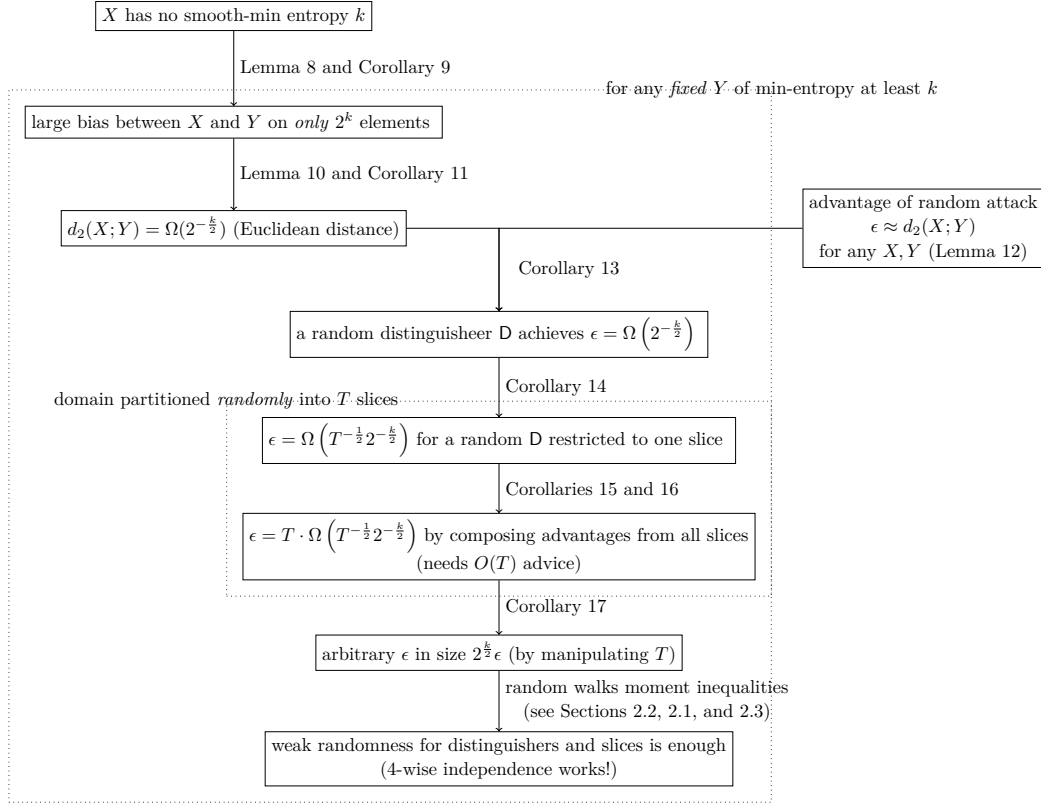 X has no smooth-min entropy k
Lemma 8 and Corollary 9
for any fixed Y of min-entropy at least k
large bias between X and Y on only 2^k elements
Lemma 10 and Corollary 11
d_2(X;Y) = Ω(2^{-k/2}) (Euclidean distance)
advantage of random attack
ϵ ≈ d_2(X;Y)
for any X, Y (Lemma 12)
Corollary 13
a random distinguisheer D achieves ϵ = Ω(2^{-k/2})
Corollary 14
domain partitioned randomly into T slices
ϵ = Ω(T^{-1/2} 2^{-k/2}) for a random D restricted to one slice
Corollaries 15 and 16
ϵ = T · Ω(T^{-1/2} 2^{-k/2}) by composing advantages from all slices
(needs O(T) advice)
Corollary 17
arbitrary ϵ in size 2^{k/2}ϵ (by manipulating T)
random walks moment inequalities
(see Sections 2.2, 2.1, and 2.3)
weak randomness for distinguishers and slices is enough
(4-wise independence works!)